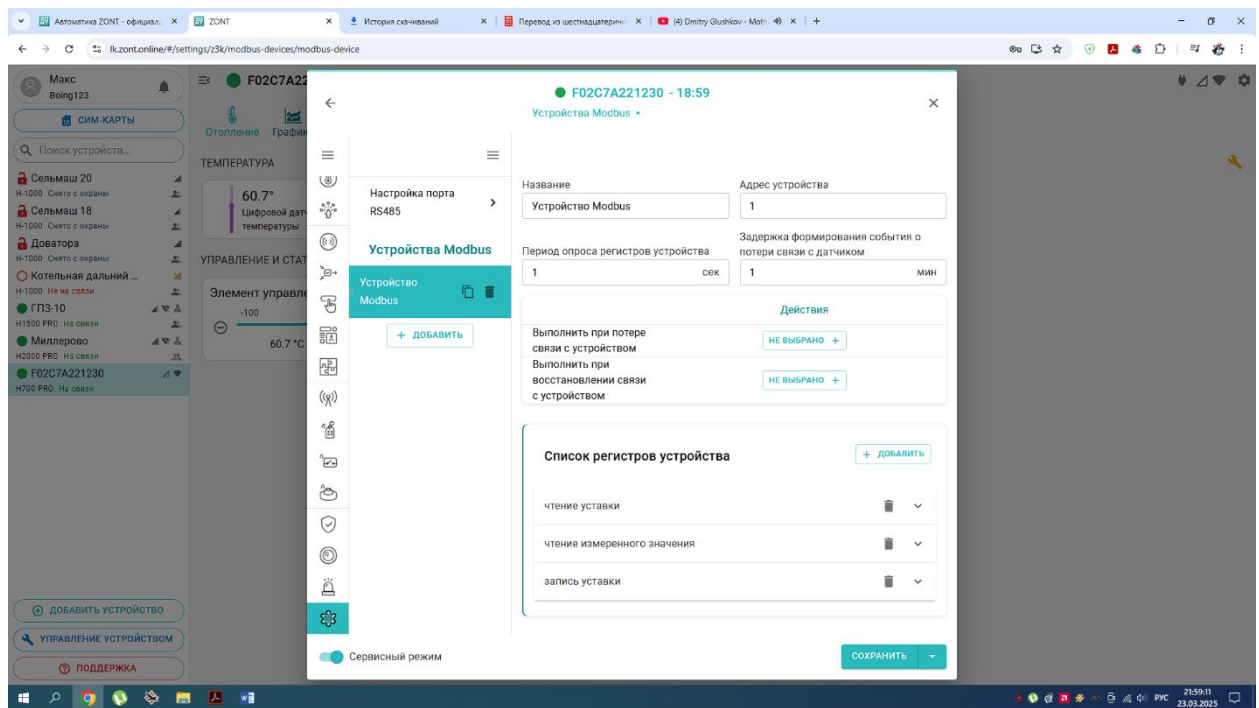 Автоматика ZONT - официаль
ZONT
История скачиваний
Перевод из шестнадцатерич
(4) Dmitry Glushkov - Moth
lk.zont.online/#/settings/z3k/modbus-devices/modbus-device
Макс
Boing123
СИМ-КАРТЫ
Поиск устройств...
Сельмаш 20
H-1000 Снято с охраны
Сельмаш 18
H-1000 Снято с охраны
Доватора
H-1000 Снято с охраны
Котельная дальний ...
H-1000 Не на связи
ГПЗ-10
H1500 PRO На связи
Миллерово
H2000 PRO На связи
F02C7A221230
H700 PRO На связи
ДОБАВИТЬ УСТРОЙСТВО
УПРАВЛЕНИЕ УСТРОЙСТВОМ
ПОДДЕРЖКА
F02C7A22
Отопление
График
ТЕМПЕРАТУРА
60.7°
Цифровой дат
температуры
УПРАВЛЕНИЕ И СТАТ
Элемент управле
-100
60.7 °C
F02C7A221230 - 18:59
Устройства Modbus •
Настройка порта
RS485
Устройства Modbus
Устройство
Modbus
+ ДОБАВИТЬ
Название
Устройство Modbus
Адрес устройства
1
Период опроса регистров устройства
1 сек
Задержка формирования события о
потери связи с датчиком
1 мин
Действия
Выполнить при потере
связи с устройством
НЕ ВЫБРАНО +
Выполнить при
восстановлении связи
с устройством
НЕ ВЫБРАНО +
Список регистров устройства
+ ДОБАВИТЬ
чтение уставки
чтение измеренного значения
запись уставки
Сервисный режим
СОХРАНИТЬ
РУС
21:59:11
23.03.2025